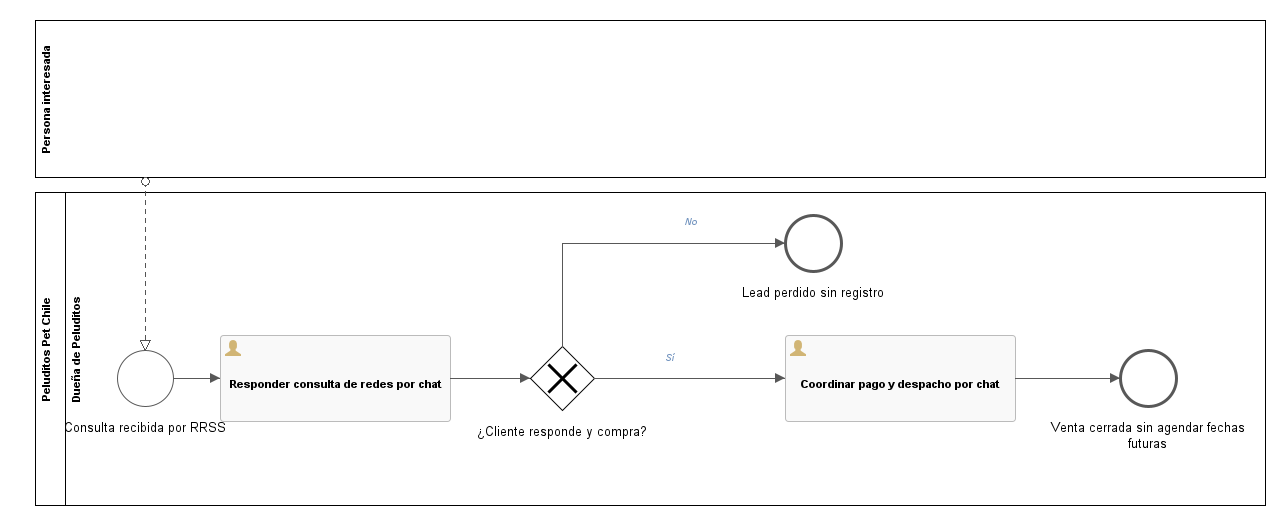 Persona interesada
Peluditos Pet Chile
Dueña de Peluditos
Consulta recibida por RRSS
Responder consulta de redes por chat
¿Cliente responde y compra?
No
Lead perdido sin registro
Sí
Coordinar pago y despacho por chat
Venta cerrada sin agendar fechas
futuras